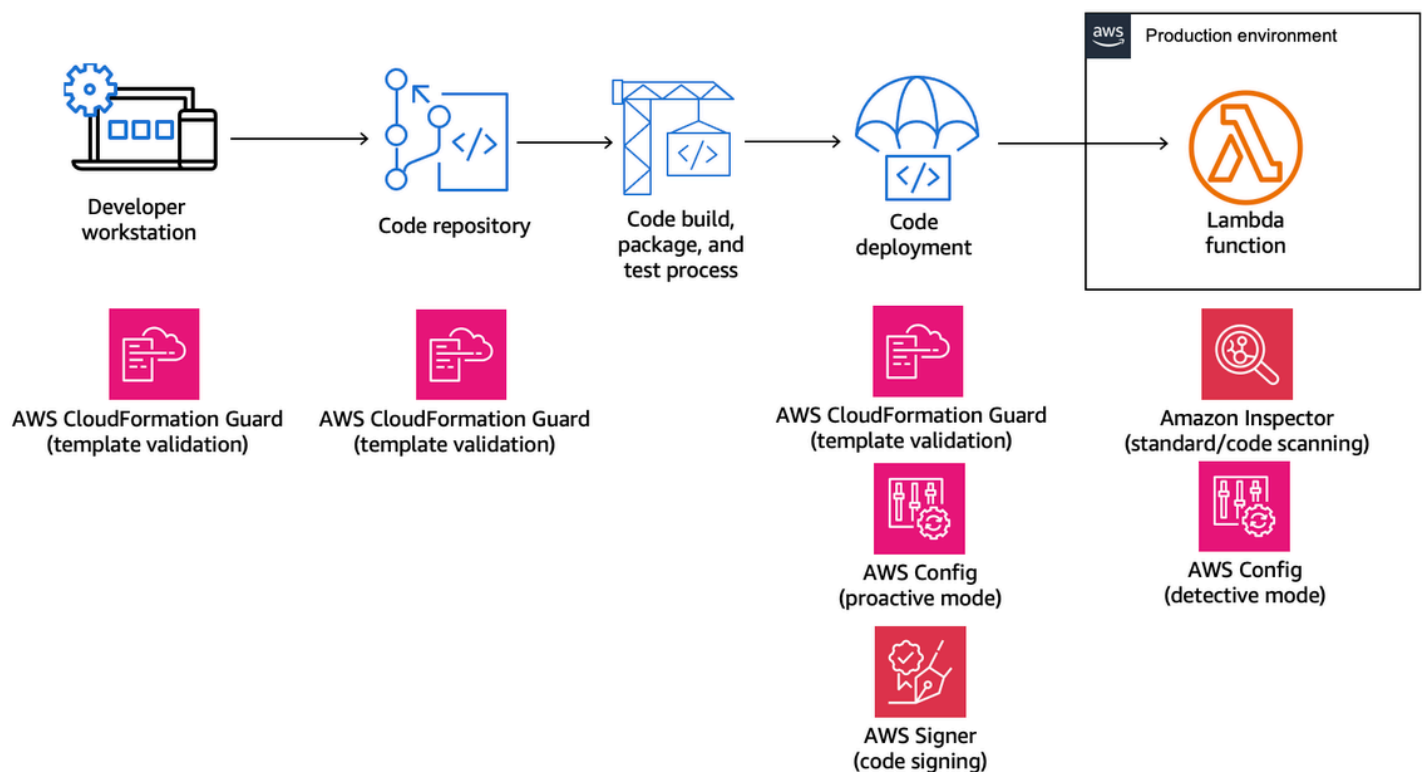 aws
Production environment
</>
</>
</>
Developer
workstation
Code repository
Code build,
package, and
test process
Code
deployment
Lambda
function
AWS CloudFormation Guard
(template validation)
AWS CloudFormation Guard
(template validation)
AWS CloudFormation Guard
(template validation)
Amazon Inspector
(standard/code scanning)
AWS Config
(proactive mode)
AWS Config
(detective mode)
AWS Signer
(code signing)